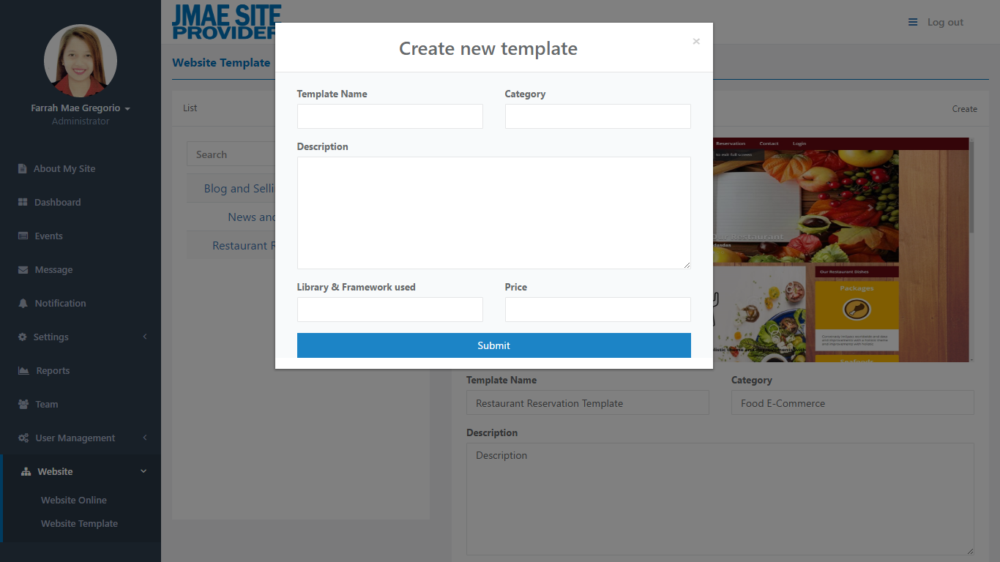 JMAE SITE
PROVIDER
Log out
Farrah Mae Gregorio
Administrator
About My Site
Dashboard
Events
Message
Notification
Settings
Reports
Team
User Management
Website
Website Online
Website Template
Website Template
List
Create
Search
Blog and Selli
News and
Restaurant R
Create new template
×
Template Name
Category
Description
Library & Framework used
Price
Submit
Reservation
Contact
Login
to exit full screen
Our Restaurant
Our Restaurant Dishes
Packages
Seafoods
Template Name
Category
Restaurant Reservation Template
Food E-Commerce
Description
Description